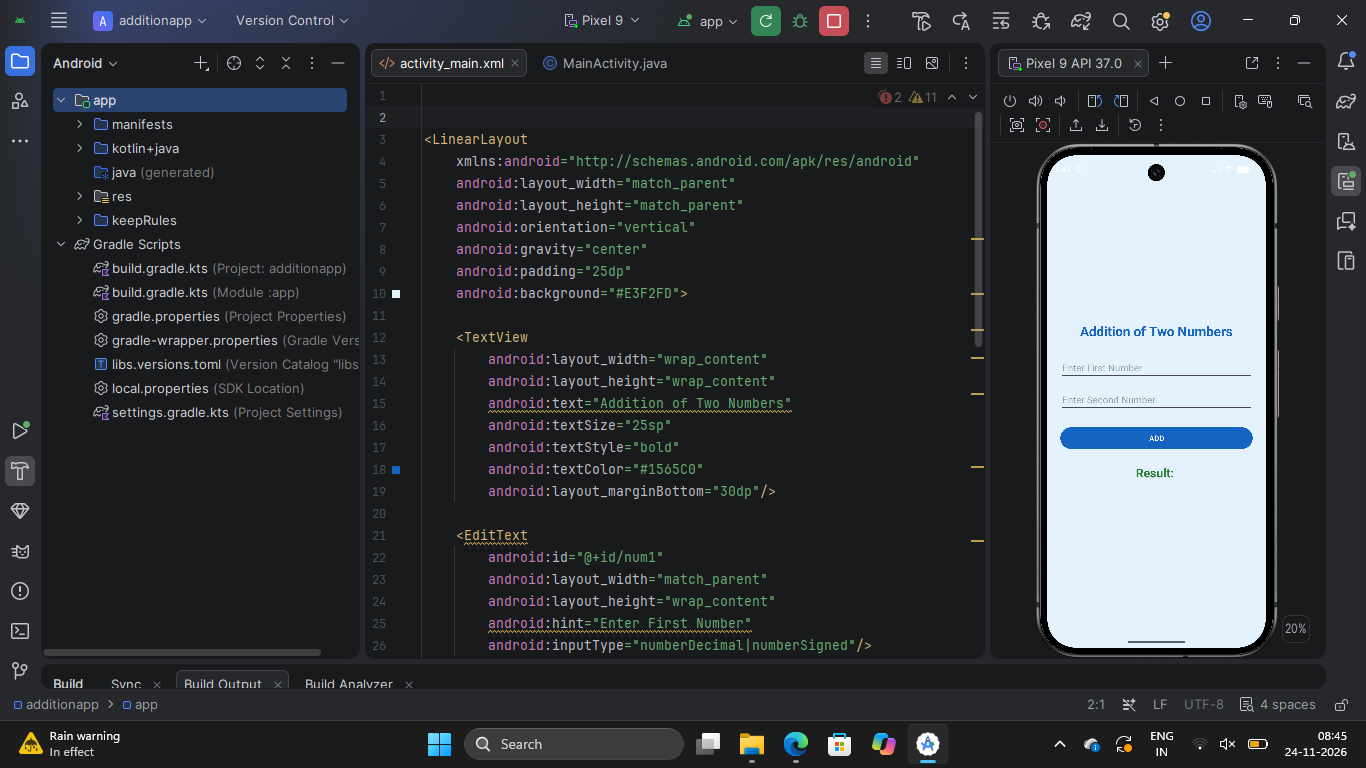 A additionapp Version Control Pixel 9 app
Android
app
manifests
kotlin+java
java (generated)
res
keepRules
Gradle Scripts
build.gradle.kts (Project: additionapp)
build.gradle.kts (Module :app)
gradle.properties (Project Properties)
gradle-wrapper.properties (Gradle Vers
libs.versions.toml (Version Catalog "libs
local.properties (SDK Location)
settings.gradle.kts (Project Settings)
activity_main.xml MainActivity.java
2 11
1
2
3 <LinearLayout
4 xmlns:android="http://schemas.android.com/apk/res/android"
5 android:layout_width="match_parent"
6 android:layout_height="match_parent"
7 android:orientation="vertical"
8 android:gravity="center"
9 android:padding="25dp"
10 android:background="#E3F2FD">
11
12 <TextView
13 android:layout_width="wrap_content"
14 android:layout_height="wrap_content"
15 android:text="Addition of Two Numbers"
16 android:textSize="25sp"
17 android:textStyle="bold"
18 android:textColor="#1565C0"
19 android:layout_marginBottom="30dp"/>
20
21 <EditText
22 android:id="@+id/num1"
23 android:layout_width="match_parent"
24 android:layout_height="wrap_content"
25 android:hint="Enter First Number"
26 android:inputType="numberDecimal|numberSigned"/>
Pixel 9 API 37.0
Addition of Two Numbers
Enter First Number
Enter Second Number
ADD
Result:
20%
Build Sync Build Output Build Analyzer
additionapp app
2:1 LF UTF-8 4 spaces
Rain warning
In effect
Search
ENG
IN
08:45
24-11-2026